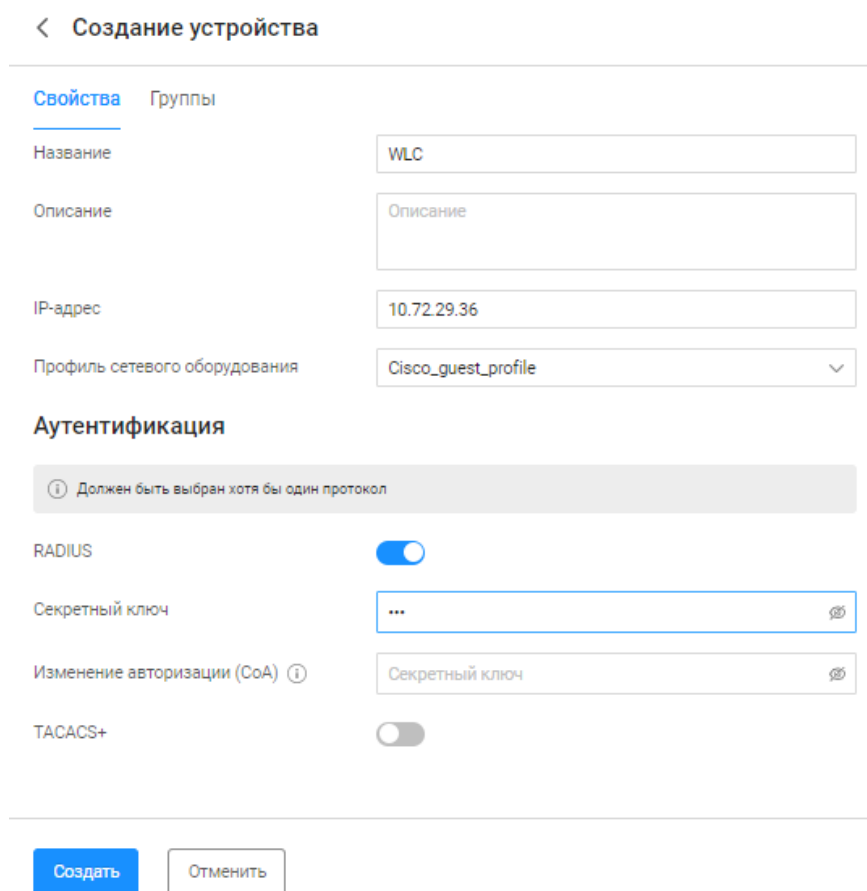 Создание устройства
Свойства Группы
Название WLC
Описание Описание
IP-адрес 10.72.29.36
Профиль сетевого оборудования Cisco_guest_profile
Аутентификация
Должен быть выбран хотя бы один протокол
RADIUS
Секретный ключ •••
Изменение авторизации (CoA) Секретный ключ
TACACS+
Создать Отменить